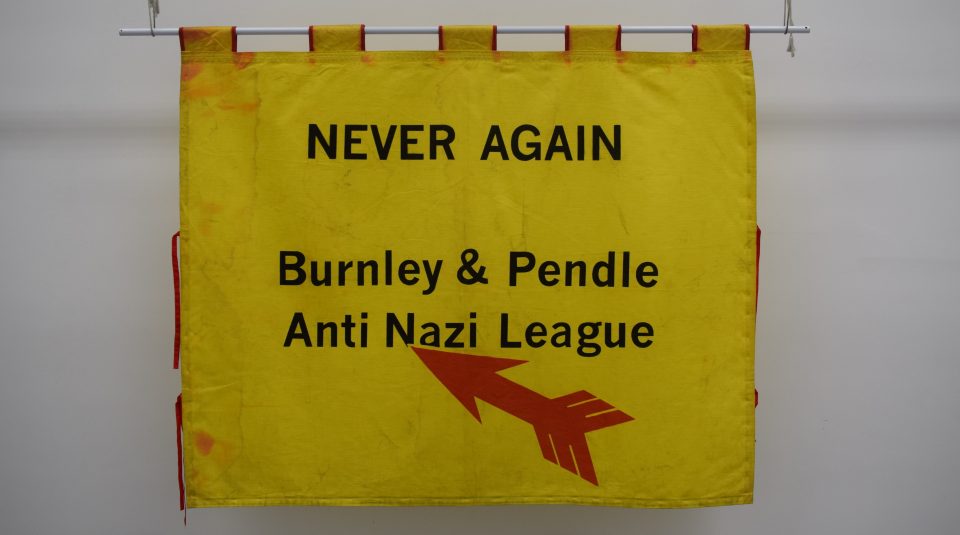 NEVER AGAIN
Burnley & Pendle
Anti Nazi League